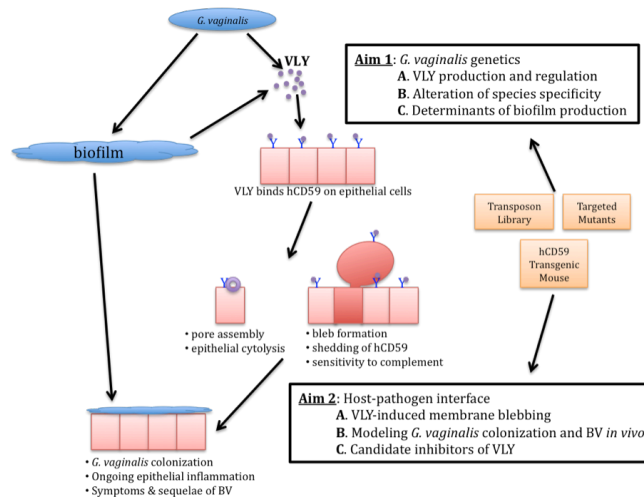 G. vaginalis
VLY
biofilm
VLY binds hCD59 on epithelial cells
• pore assembly
• epithelial cytolysis
• bleb formation
• shedding of hCD59
• sensitivity to complement
• G. vaginalis colonization
• Ongoing epithelial inflammation
• Symptoms & sequelae of BV
Aim 1: G. vaginalis genetics
A. VLY production and regulation
B. Alteration of species specificity
C. Determinants of biofilm production
Transposon
Library
Targeted
Mutants
hCD59
Transgenic
Mouse
Aim 2: Host-pathogen interface
A. VLY-induced membrane blebbing
B. Modeling G. vaginalis colonization and BV in vivo
C. Candidate inhibitors of VLY